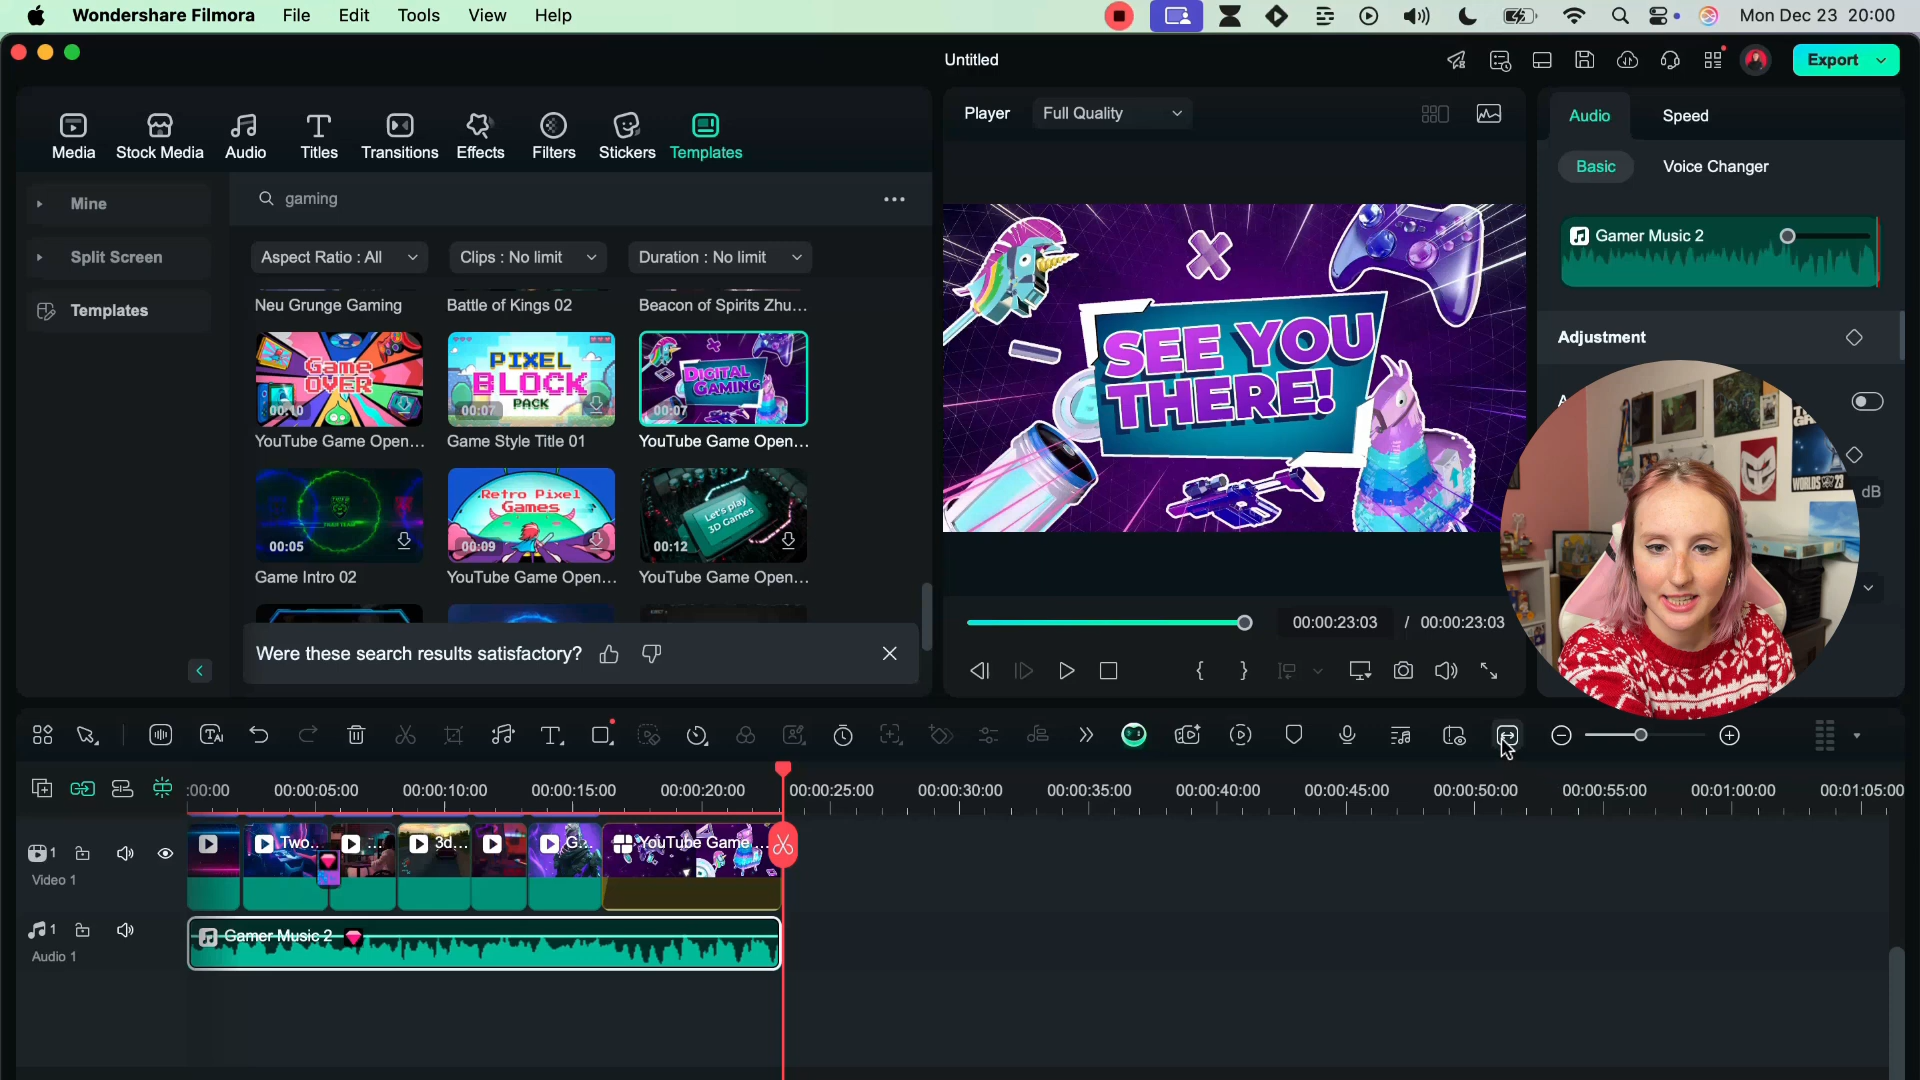 Wondershare Filmora File Edit Tools View Help
Mon Dec 23 20:00
Untitled
Export
Media Stock Media Audio Titles Transitions Effects Filters Stickers Templates
Player Full Quality
Audio Speed
Basic Voice Changer
Mine
gaming
Split Screen
Aspect Ratio : All Clips : No limit Duration : No limit
Gamer Music 2
Templates
Neu Grunge Gaming Battle of Kings 02 Beacon of Spirits Zhu...
Adjustment
SEE YOU
THERE!
Game
OVER
00:10
PIXEL
BLOCK
PACK
00:07
DIGITAL
GAMING
00:07
YouTube Game Open... Game Style Title 01 YouTube Game Open...
WORLDS 23
dB
00:05
Retro Pixel
Games
00:09
Let's play
3D Games
00:12
Game Intro 02 YouTube Game Open... YouTube Game Open...
00:00:23:03 / 00:00:23:03
Were these search results satisfactory?
:00:00 00:00:05:00 00:00:10:00 00:00:15:00 00:00:20:00 00:00:25:00 00:00:30:00 00:00:35:00 00:00:40:00 00:00:45:00 00:00:50:00 00:00:55:00 00:01:00:00 00:01:05:00
1 Two... ... 3d... G... YouTube Game ...
Video 1
1 Gamer Music 2
Audio 1